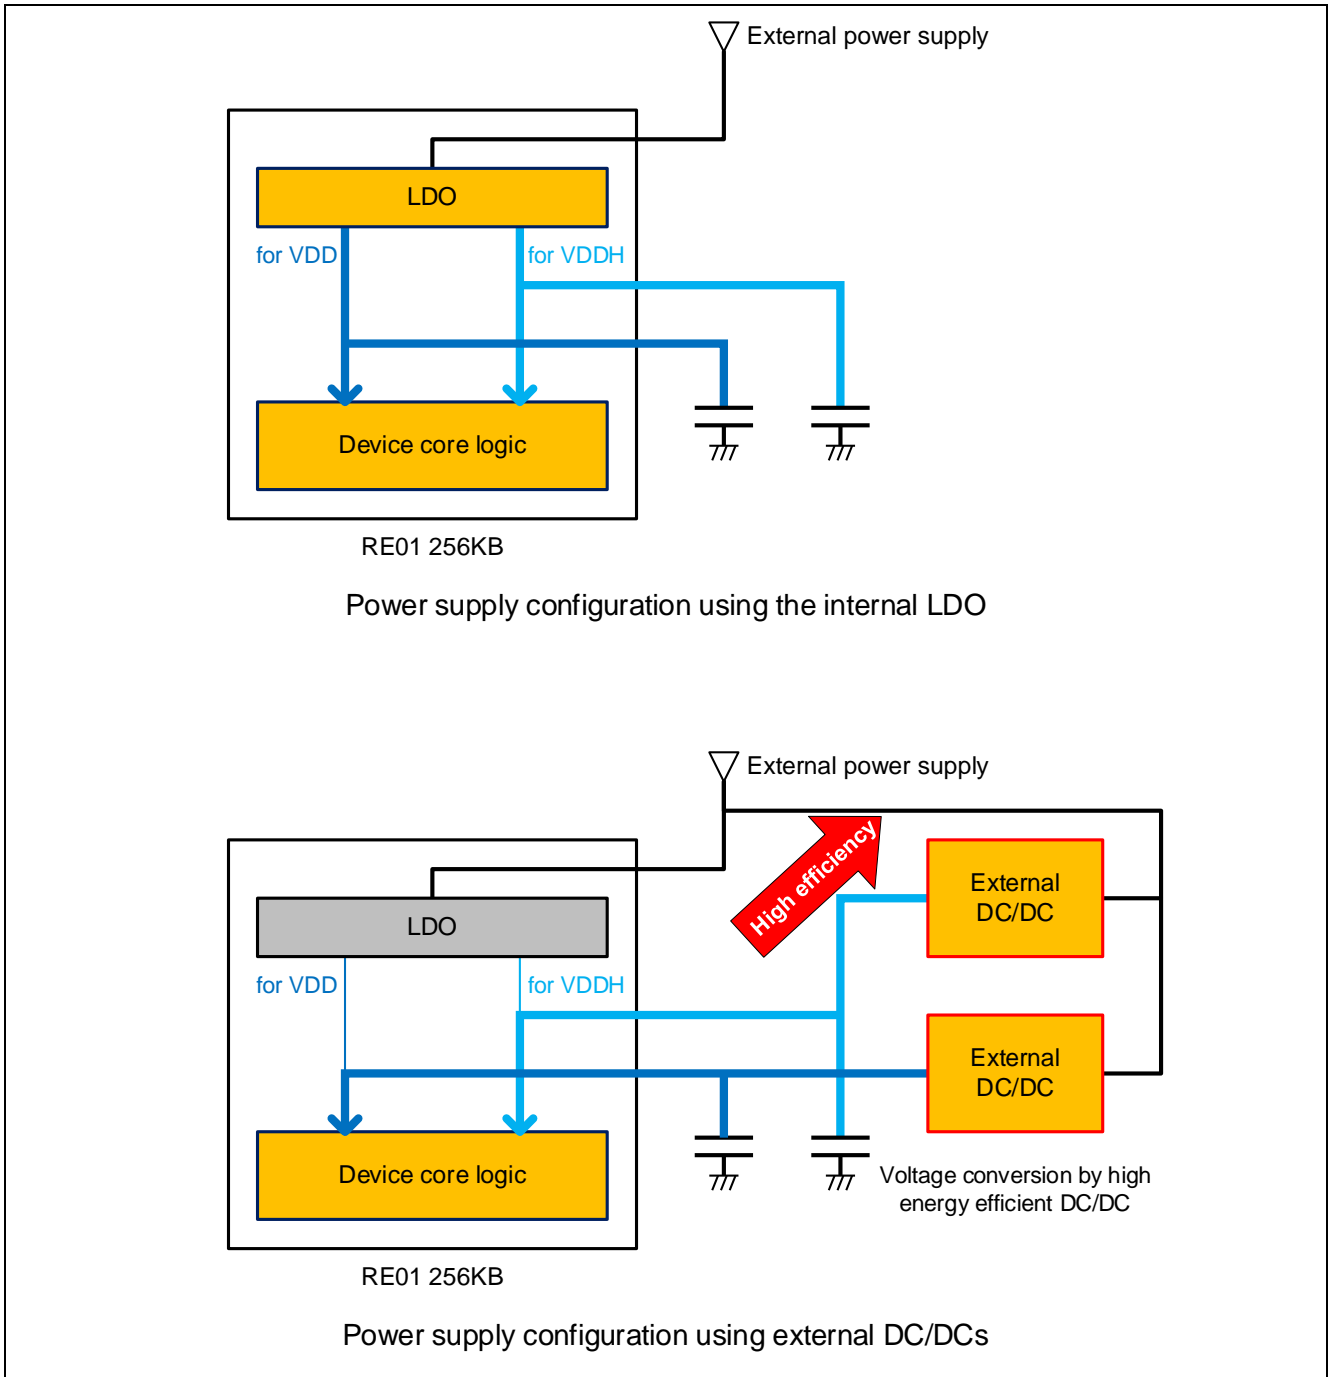 External power supply
LDO
for VDD
for VDDH
Device core logic
RE01 256KB
Power supply configuration using the internal LDO
External power supply
High efficiency
External
DC/DC
LDO
for VDD
for VDDH
External
DC/DC
Device core logic
Voltage conversion by high
energy efficient DC/DC
RE01 256KB
Power supply configuration using external DC/DCs